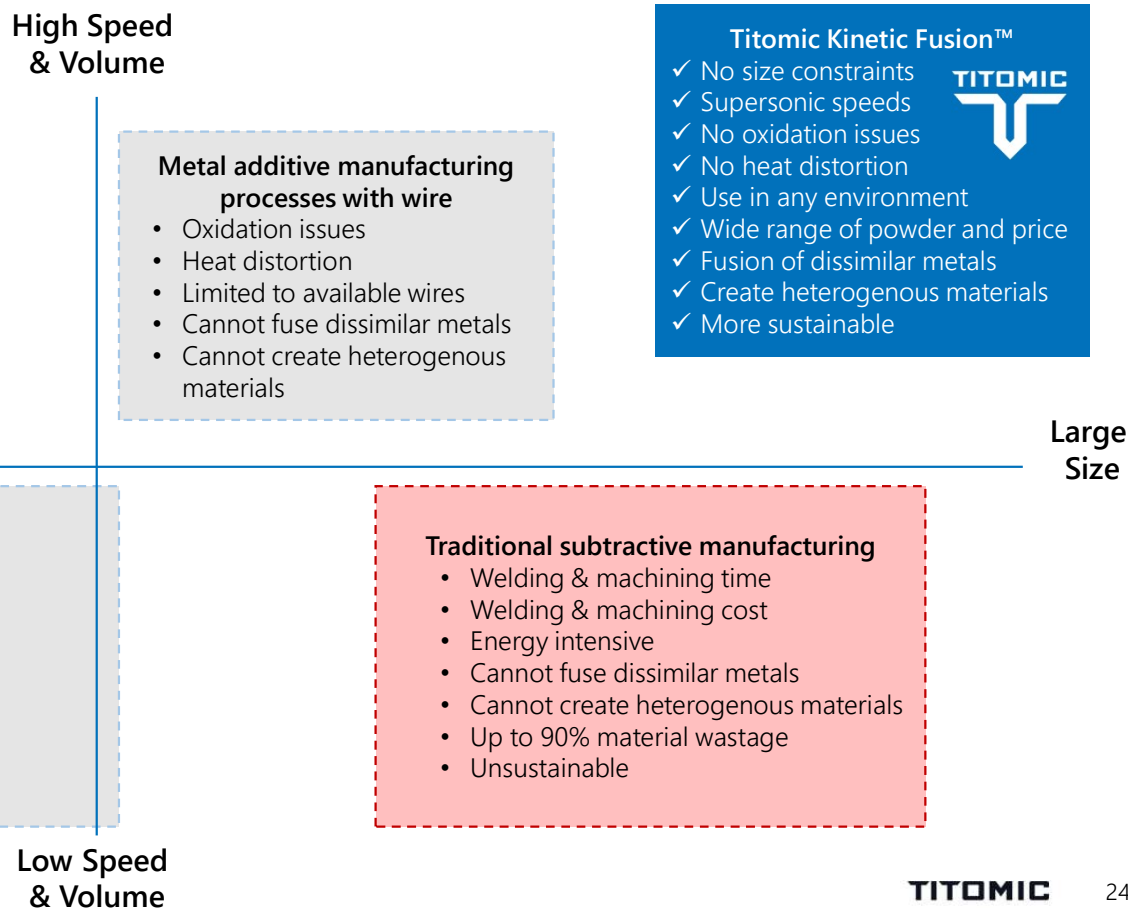 High Speed
& Volume
Titomic Kinetic Fusion™
✓ No size constraints
✓ Supersonic speeds
✓ No oxidation issues
✓ No heat distortion
✓ Use in any environment
✓ Wide range of powder and price
✓ Fusion of dissimilar metals
✓ Create heterogenous materials
✓ More sustainable
TITOMIC
Metal additive manufacturing
processes with wire
• Oxidation issues
• Heat distortion
• Limited to available wires
• Cannot fuse dissimilar metals
• Cannot create heterogenous
materials
Large
Size
Traditional subtractive manufacturing
• Welding & machining time
• Welding & machining cost
• Energy intensive
• Cannot fuse dissimilar metals
• Cannot create heterogenous materials
• Up to 90% material wastage
• Unsustainable
Low Speed
& Volume
TITOMIC 24